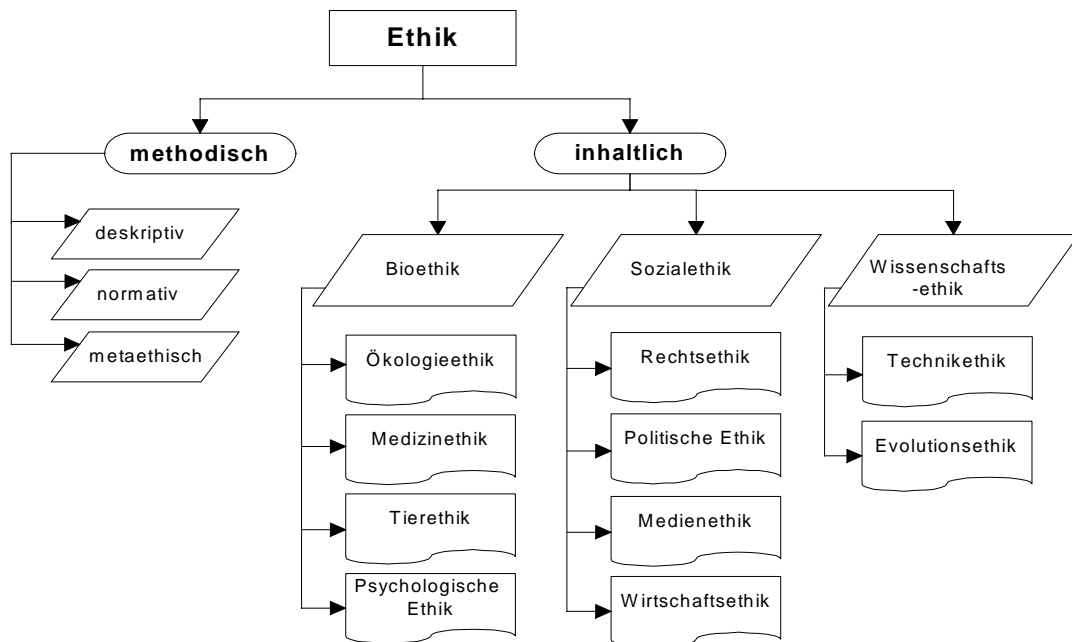 Ethik
methodisch
inhaltlich
deskriptiv
normativ
metaethisch
Bioethik
Sozialethik
Wissenschafts
-ethik
Ökologieethik
Medizinethik
Tierethik
Psychologische
Ethik
Rechtsethik
Politische Ethik
Medienethik
Wirtschaftsethik
Technikethik
Evolutionsethik